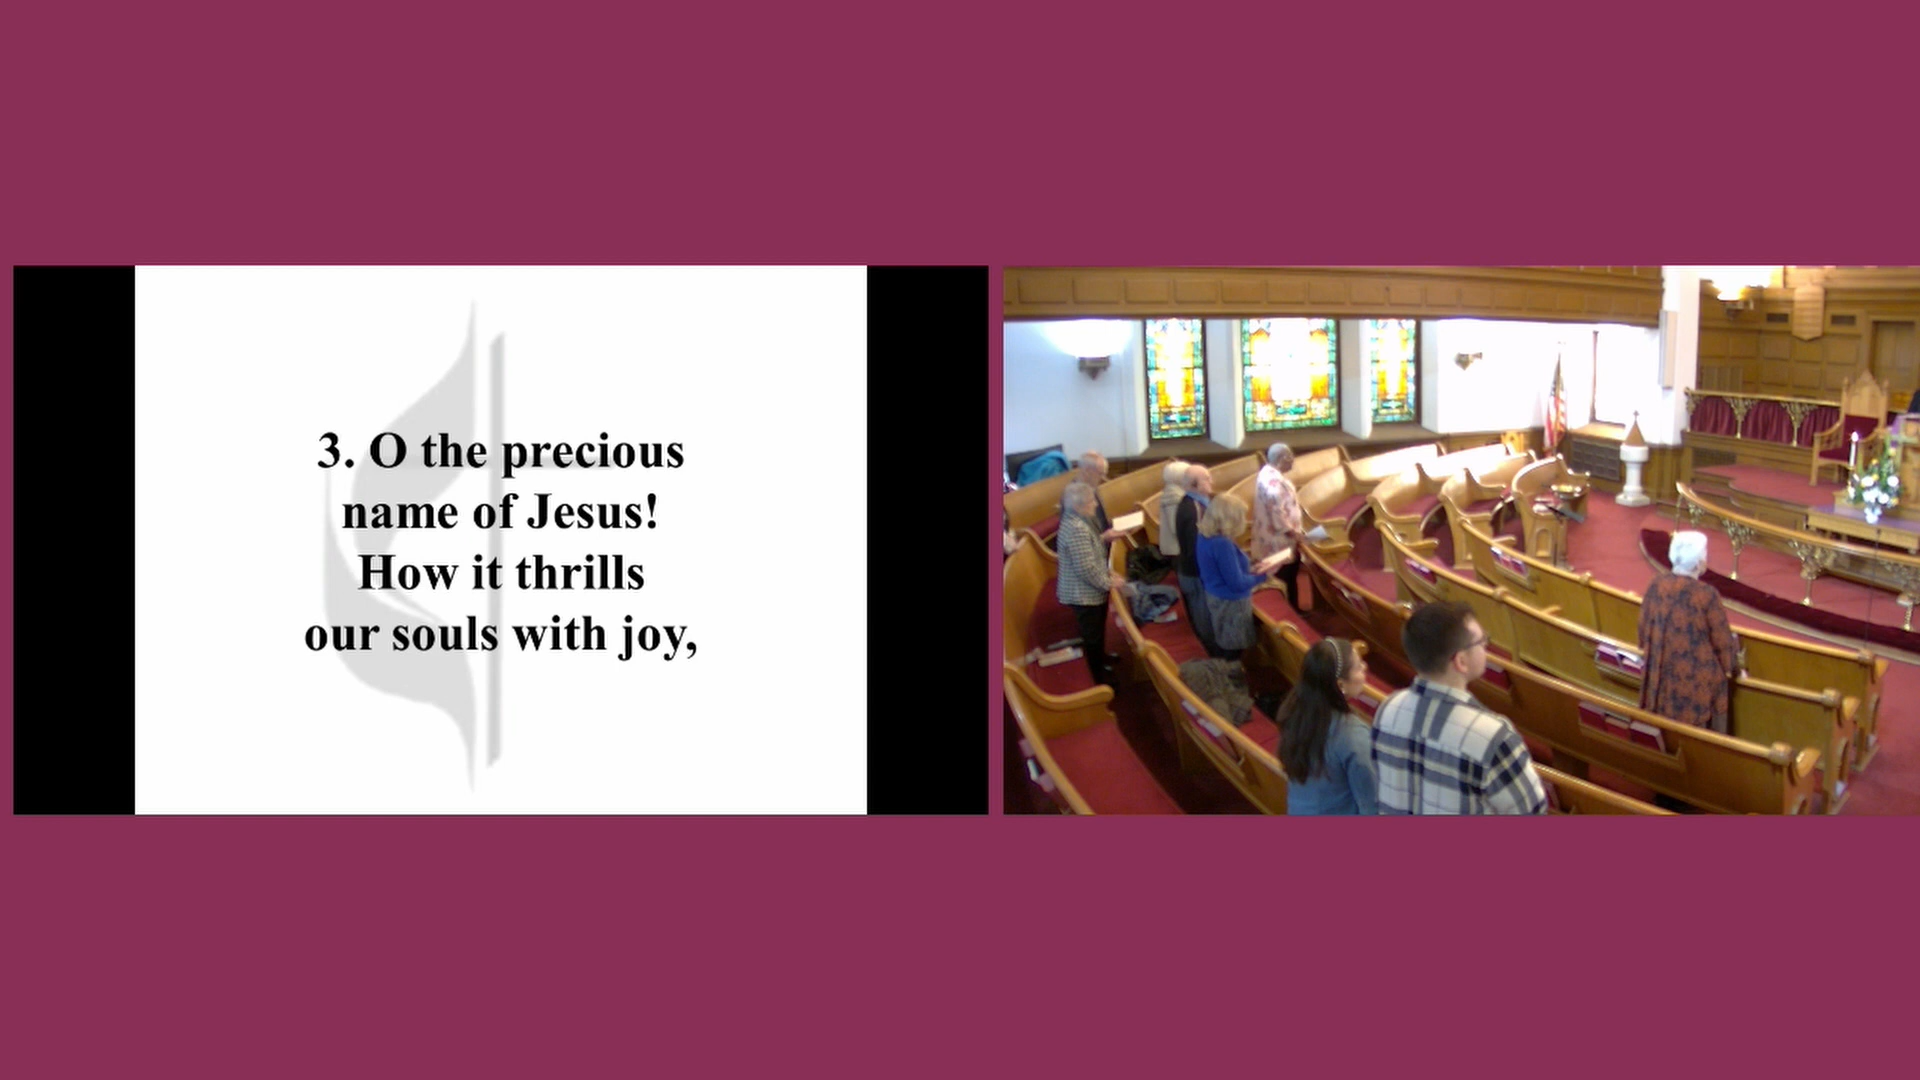 3. O the precious
name of Jesus!
How it thrills
our souls with joy,